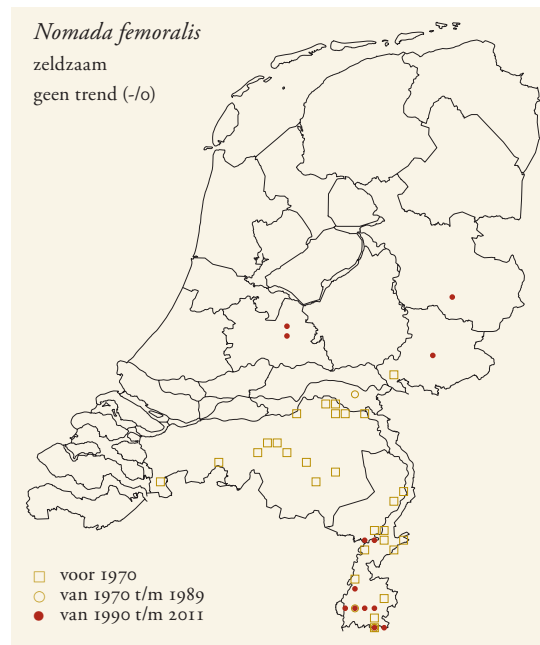 Nomada femoralis
zeldzaam
geen trend (-/0)
voor 1970
van 1970 t/m 1989
van 1990 t/m 2011